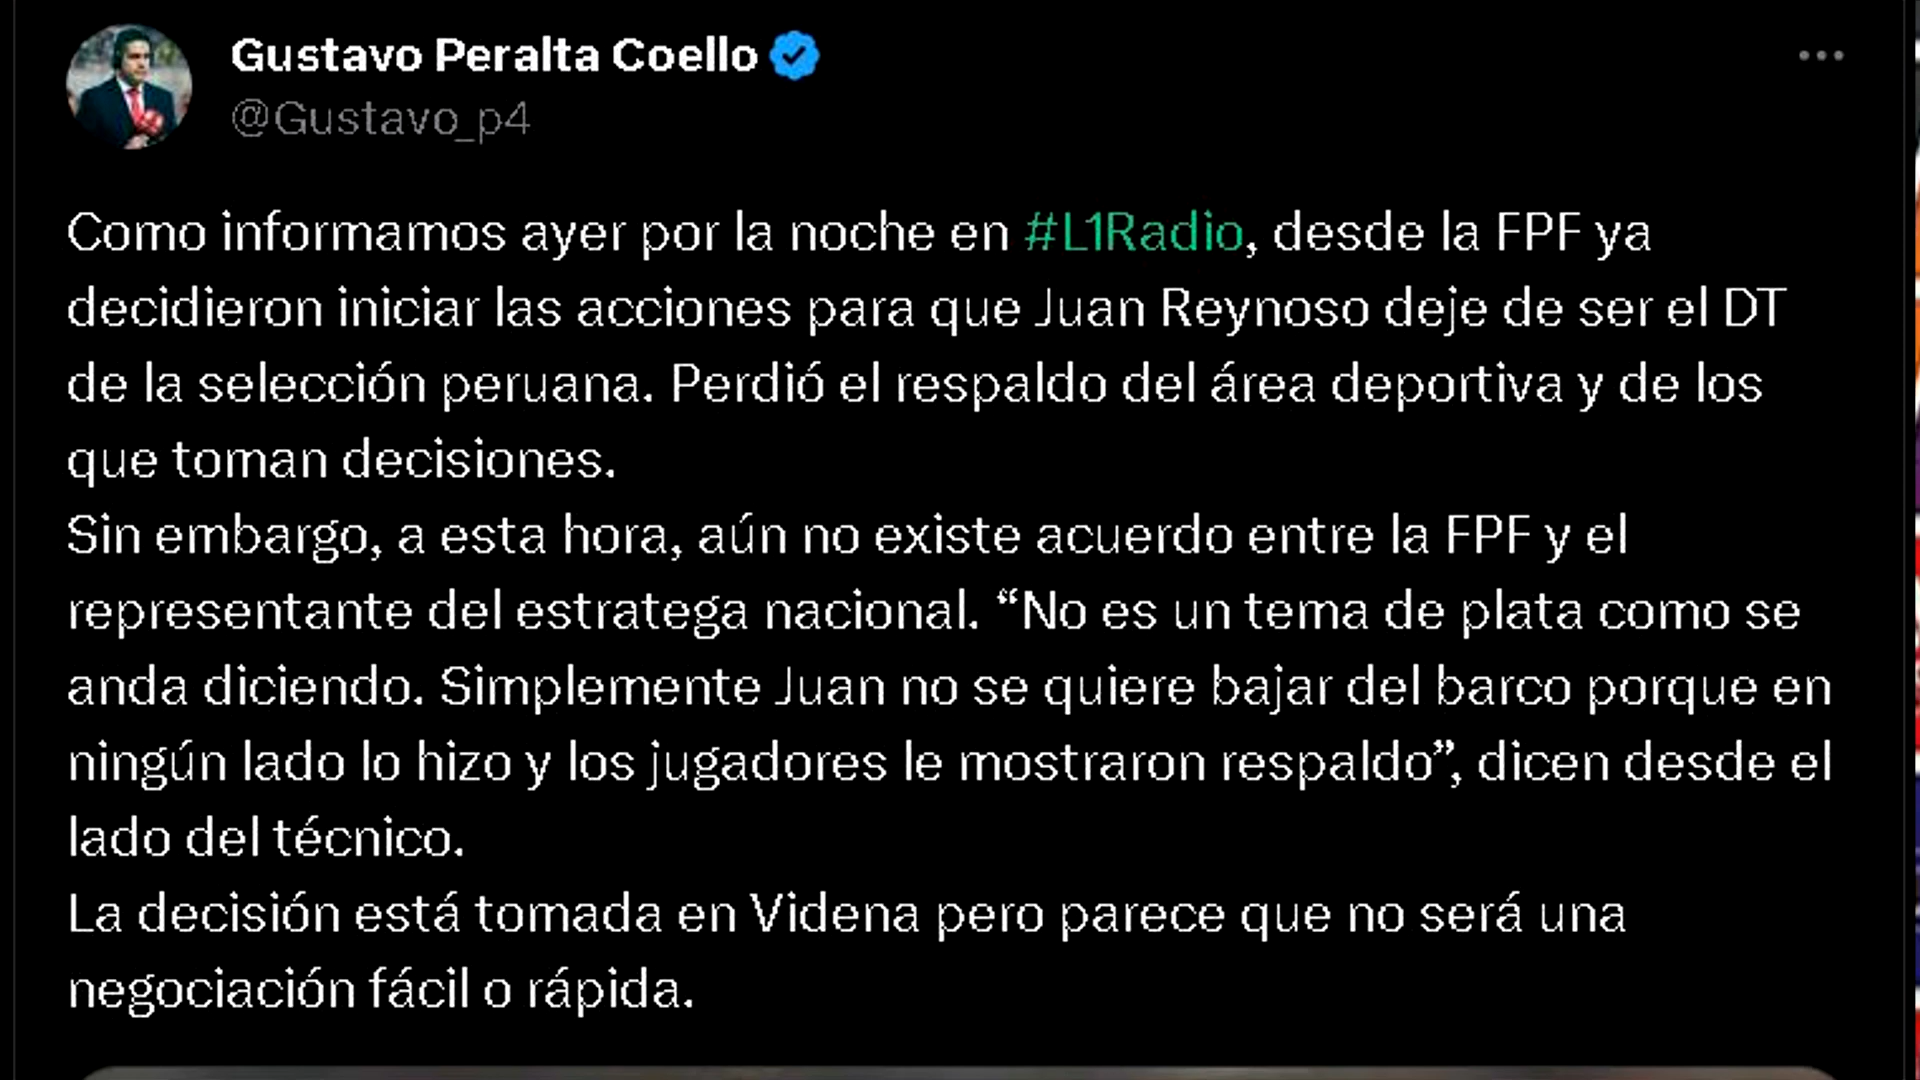 Gustavo Peralta Coello
@Gustavo_p4
Como informamos ayer por la noche en #L1Radio, desde la FPF ya
decidieron iniciar las acciones para que Juan Reynoso deje de ser el DT
de la selección peruana. Perdió el respaldo del área deportiva y de los
que toman decisiones.
Sin embargo, a esta hora, aún no existe acuerdo entre la FPF y el
representante del estratega nacional. “No es un tema de plata como se
anda diciendo. Simplemente Juan no se quiere bajar del barco porque en
ningún lado lo hizo y los jugadores le mostraron respaldo”, dicen desde el
lado del técnico.
La decisión está tomada en Videna pero parece que no será una
negociación fácil o rápida.